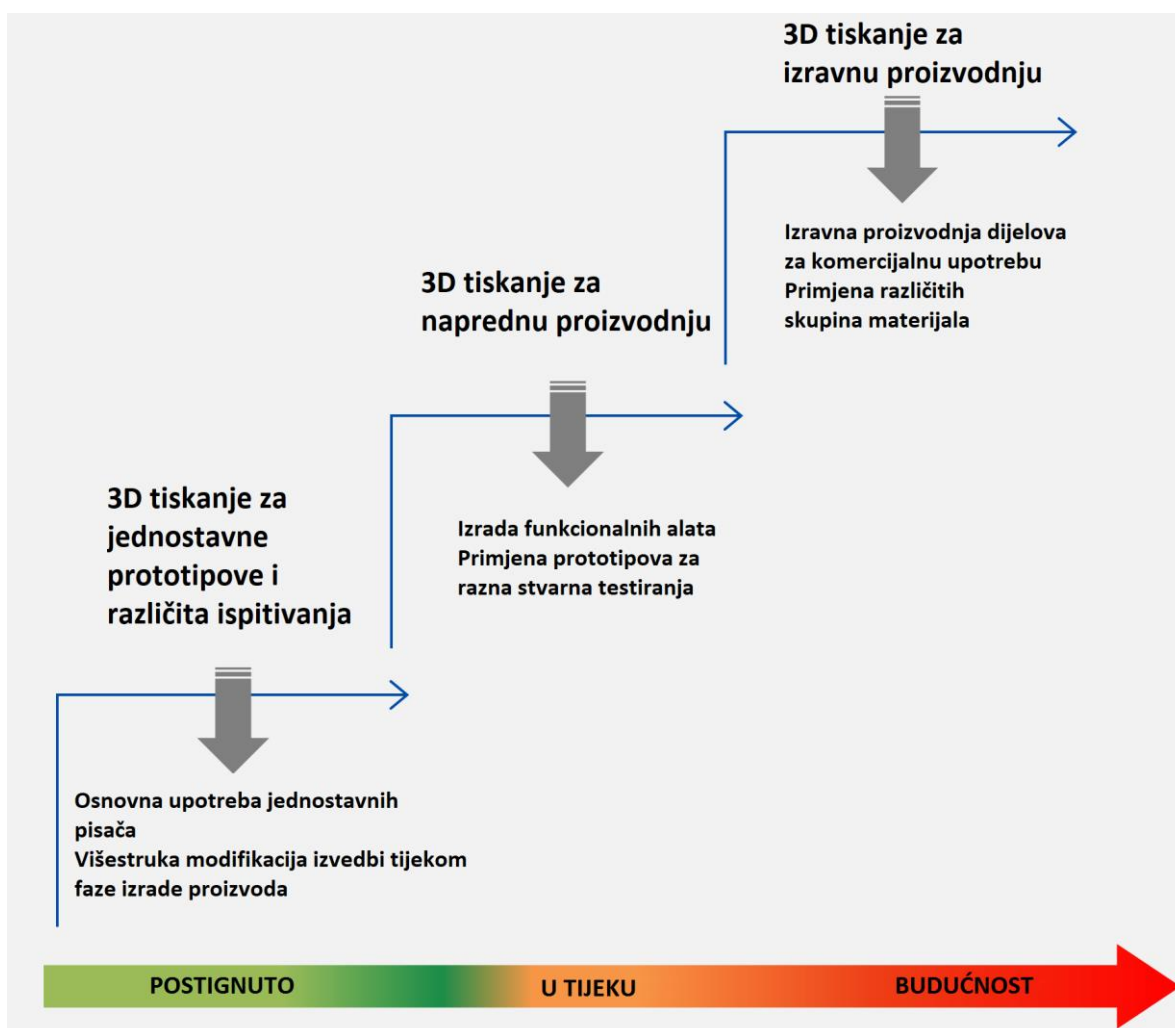 3D tiskanje za
izravnu proizvodnju
Izravna proizvodnja dijelova
za komercijalnu upotrebu
Primjena različitih
skupina materijala
3D tiskanje za
naprednu proizvodnju
Izrada funkcionalnih alata
Primjena prototipova za
razna stvarna testiranja
3D tiskanje za
jednostavne
prototipove i
različita ispitivanja
Osnovna upotreba jednostavnih
pisača
Višestruka modifikacija izvedbi tijekom
faze izrade proizvoda
POSTIGNUTO
U TIJEKU
BUDUĆNOST